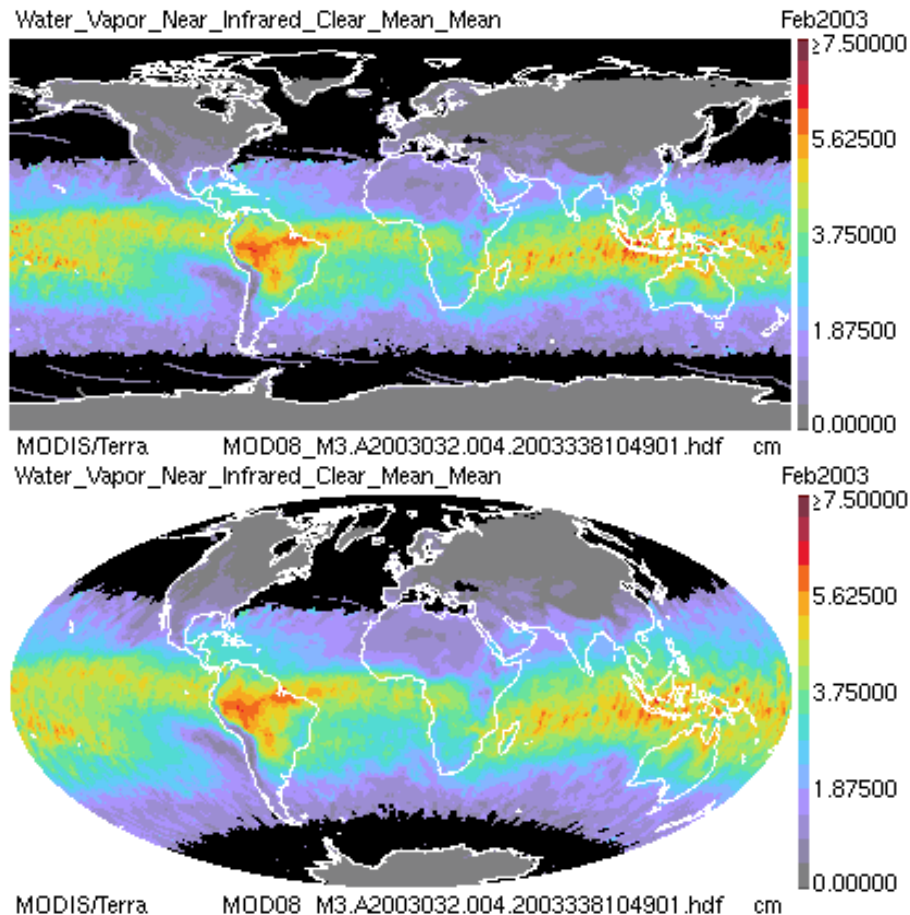 Water_Vapor_Near_Infrared_Clear_Mean_Mean Feb2003
≥7.50000
5.62500
3.75000
1.87500
0.00000
MODIS/Terra MOD08_M3.A2003032.004.2003338104901.hdf cm
Water_Vapor_Near_Infrared_Clear_Mean_Mean Feb2003
≥7.50000
5.62500
3.75000
1.87500
0.00000
MODIS/Terra MOD08_M3.A2003032.004.2003338104901.hdf cm